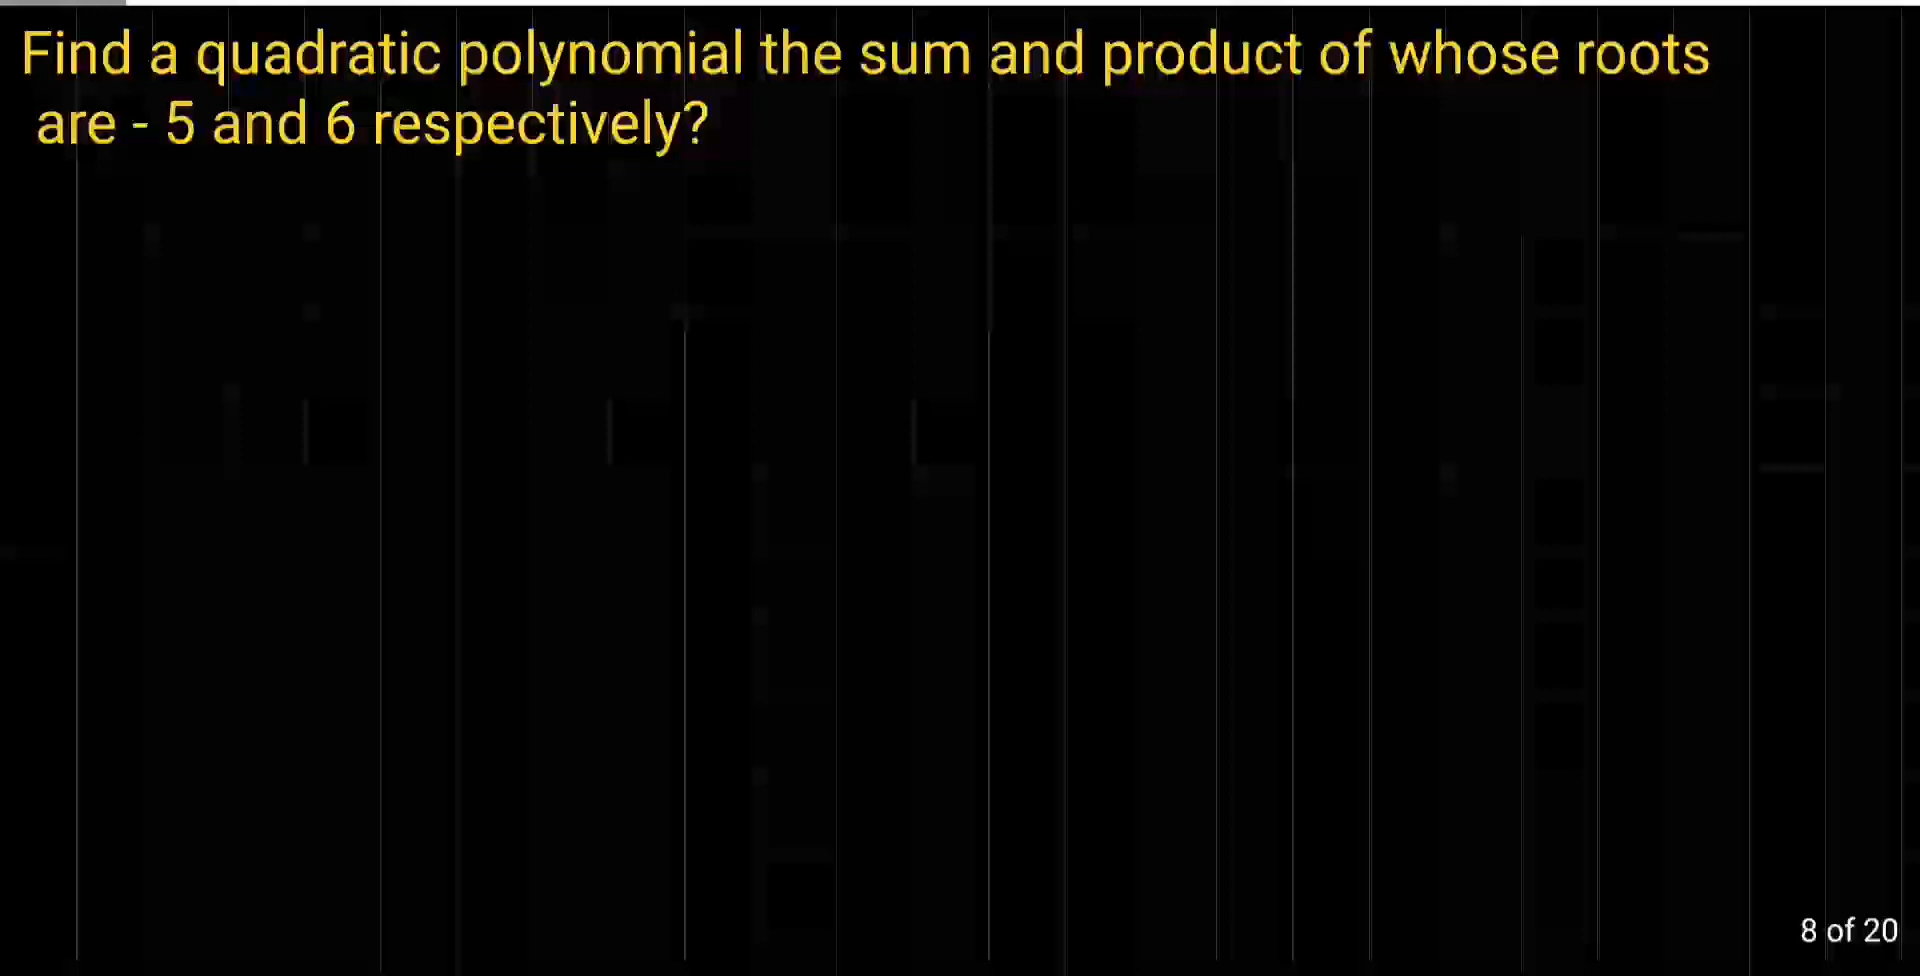 Find a quadratic polynomial the sum and product of whose roots
are - 5 and 6 respectively?
8 of 20